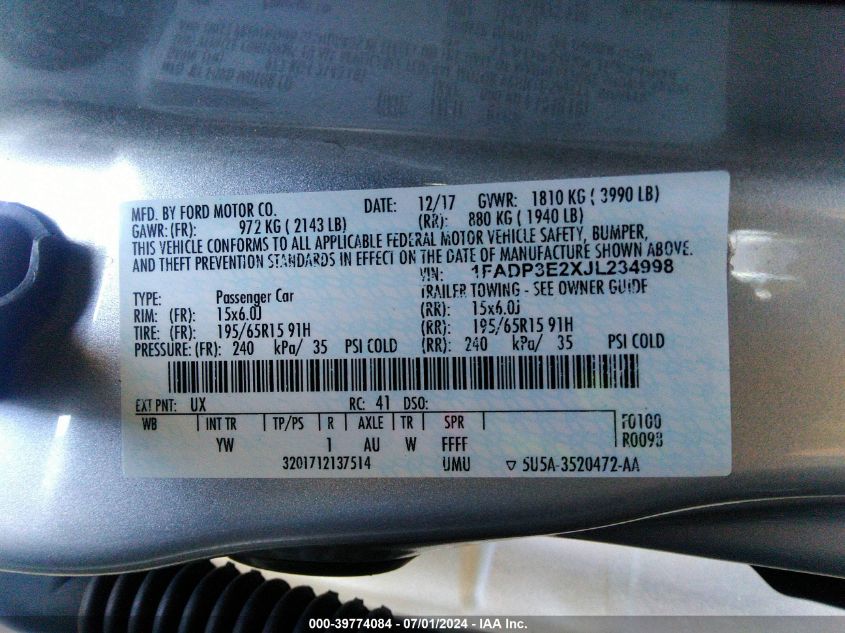 MFD. BY FORD MOTOR CO. DATE: 12/17 GVWR: 1810 KG ( 3990 LB)
GAWR: (FR): 972 KG ( 2143 LB) (RR): 880 KG ( 1940 LB)
THIS VEHICLE CONFORMS TO ALL APPLICABLE FEDERAL MOTOR VEHICLE SAFETY, BUMPER,
AND THEFT PREVENTION STANDARDS IN EFFECT ON THE DATE OF MANUFACTURE SHOWN ABOVE.
VIN: 1FADP3E2XJL234998
TYPE: Passenger Car TRAILER TOWING - SEE OWNER GUIDE
RIM: (FR): 15x6.0J (RR): 15x6.0J
TIRE: (FR): 195/65R15 91H (RR): 195/65R15 91H
PRESSURE: (FR): 240 kPa/ 35 PSI COLD (RR): 240 kPa/ 35 PSI COLD
EXT PNT: UX RC: 41 DSO:
WB INT TR TP/PS R AXLE TR SPR F0100
YW 1 AU W FFFF R0098
3201712137514 UMU ▽ 5U5A-3520472-AA
000-39774084 - 07/01/2024 - IAA Inc.